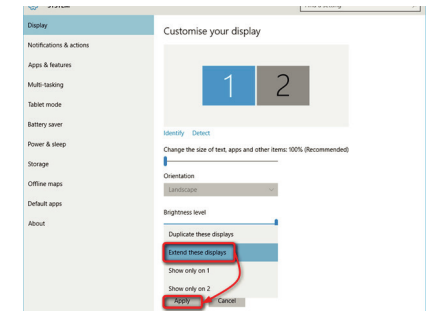 SYSTEM
Find a setting
Display
Notifications & actions
Apps & features
Multi-tasking
Tablet mode
Battery saver
Power & sleep
Storage
Offline maps
Default apps
About
Customise your display
1
2
Identify Detect
Change the size of text, apps and other items: 100% (Recommended)
Orientation
Landscape
Brightness level
Duplicate these displays
Extend these displays
Show only on 1
Show only on 2
Apply Cancel